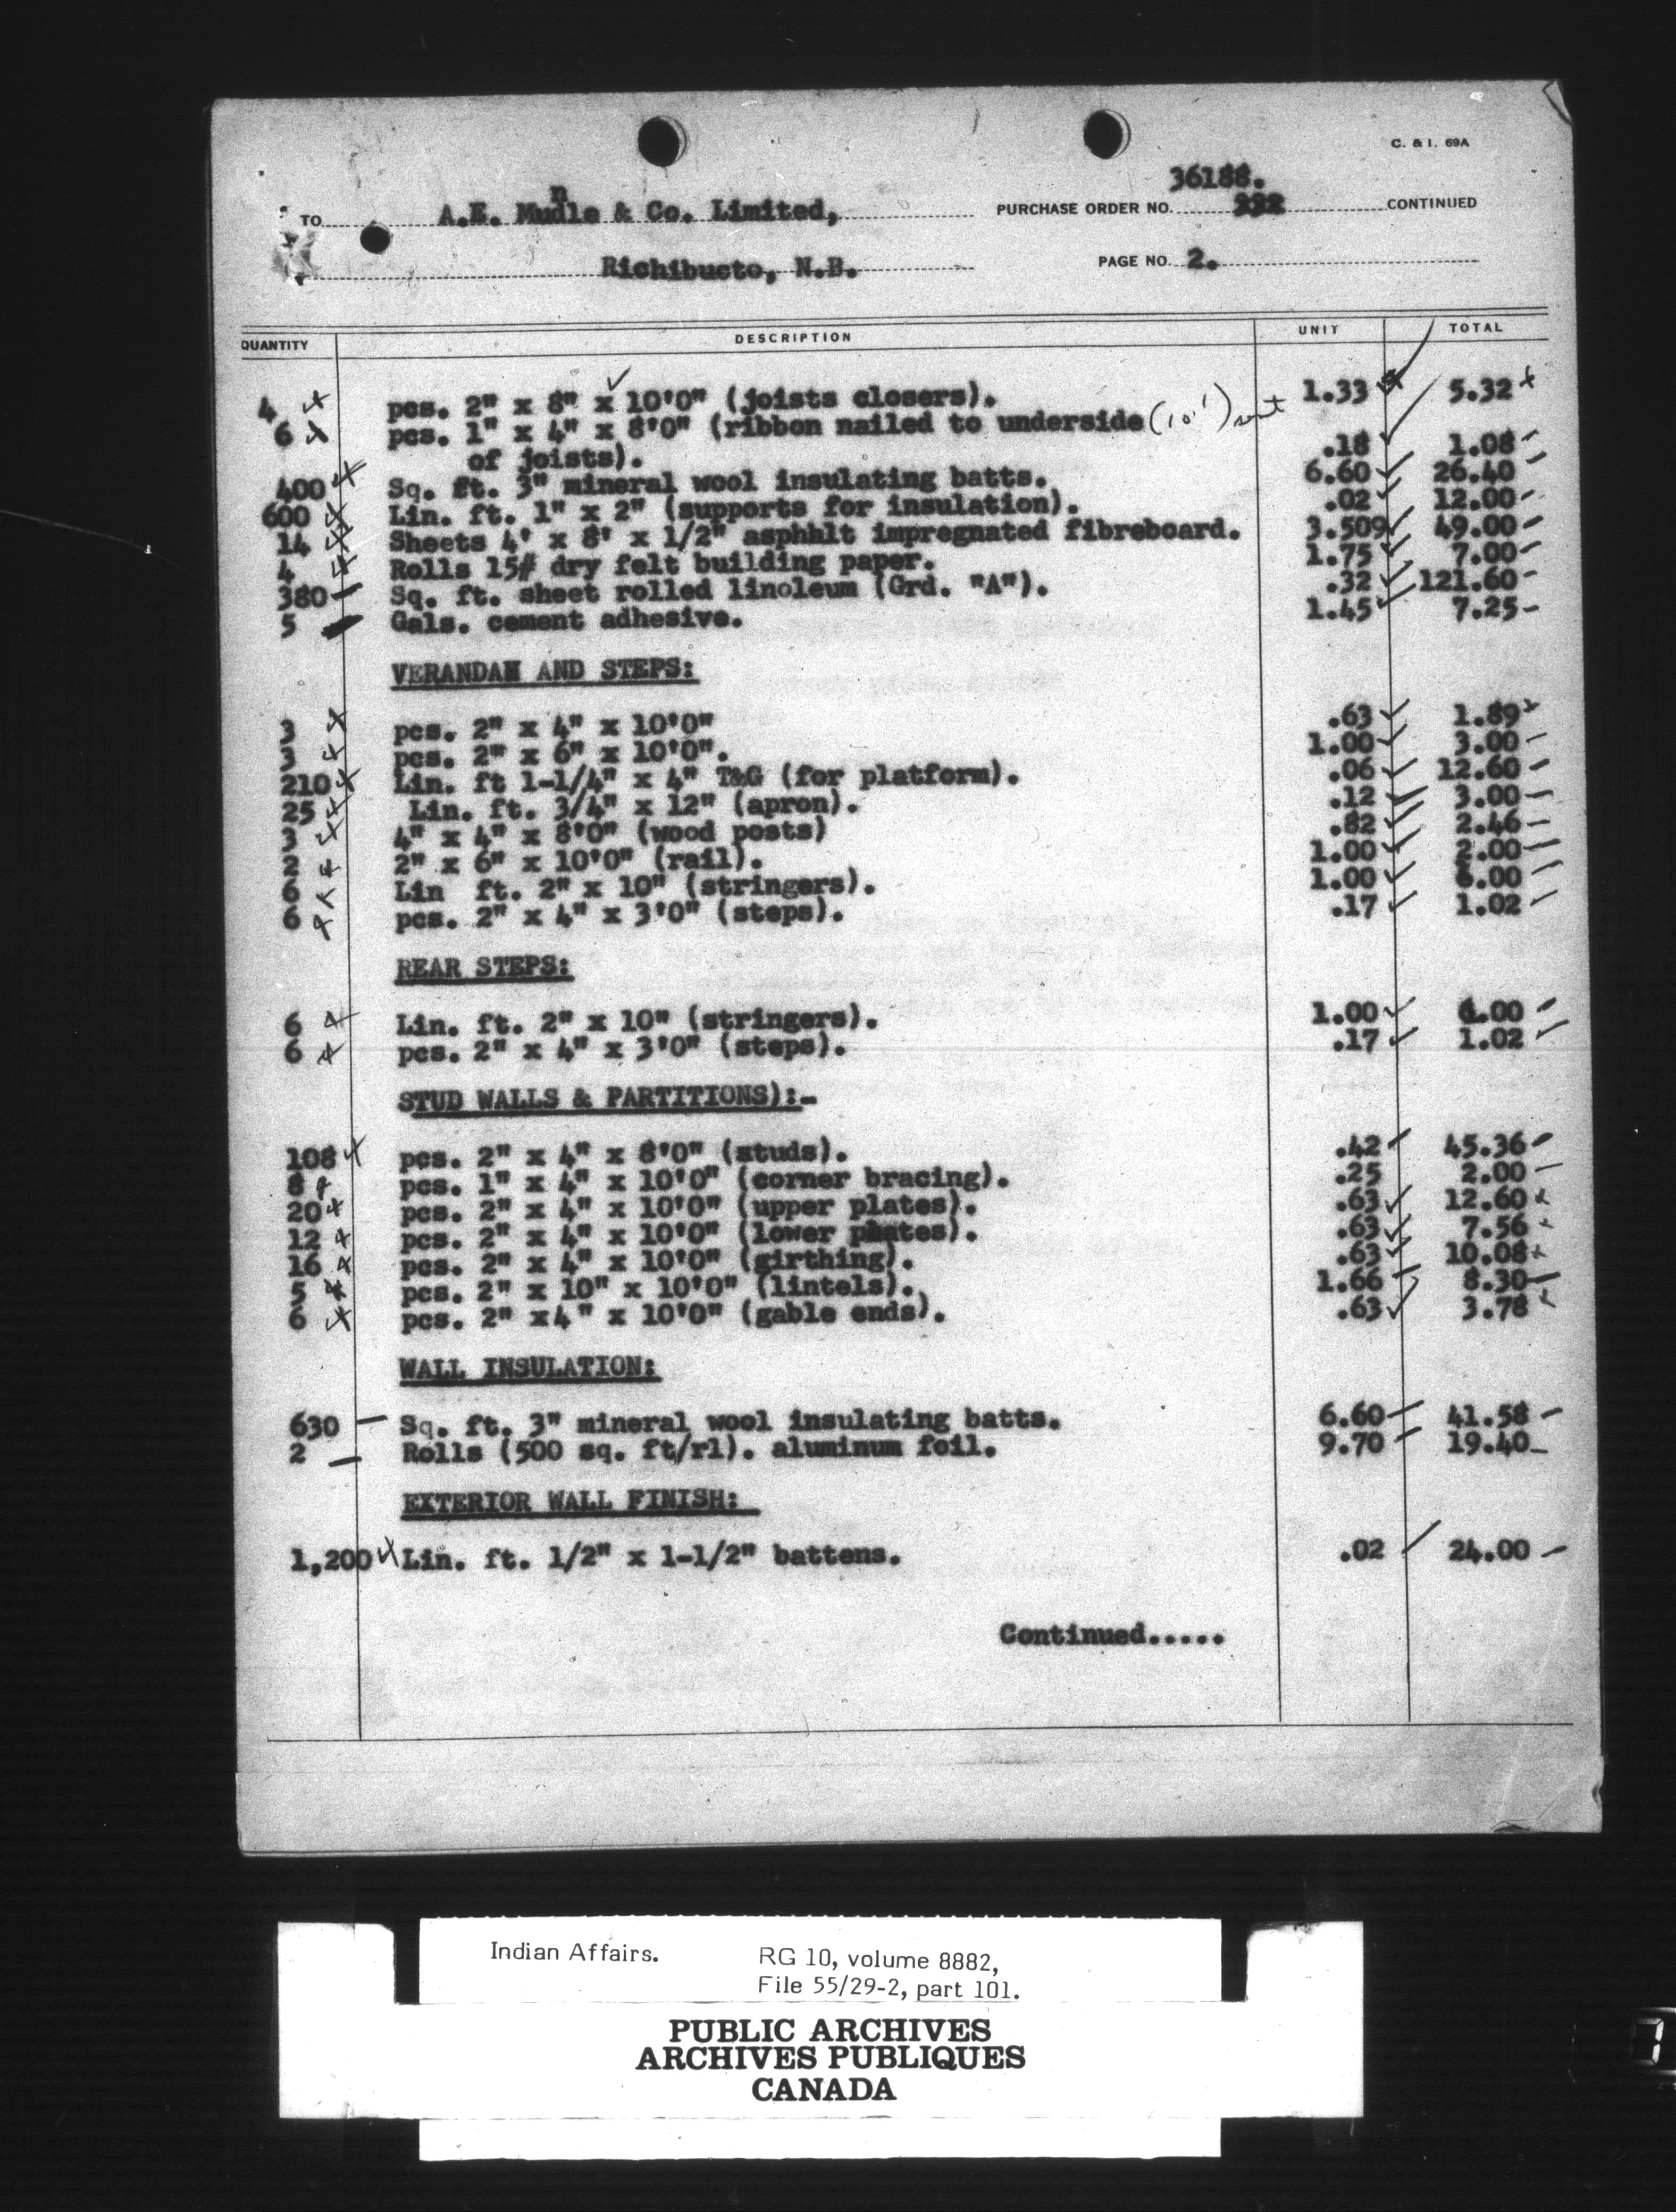 C. & I. 69A
36188.
n
TO A.E. Mudle & Co. Limited, PURCHASE ORDER NO. 222 CONTINUED
Richibucto, N.B. PAGE NO. 2.
QUANTITY DESCRIPTION UNIT TOTAL
4 pcs. 2" x 8" x 10'0" (joists closers). 1.33 5.32
6 pcs. 1" x 4" x 8'0" (ribbon nailed to underside (10') sent
of joists). .18 1.08
400 Sq. ft. 3" mineral wool insulating batts. 6.60 26.40
600 Lin. ft. 1" x 2" (supports for insulation). .02 12.00
14 Sheets 4' x 8' x 1/2" asphhlt impregnated fibreboard. 3.509 49.00
4 Rolls 15# dry felt building paper. 1.75 7.00
380 Sq. ft. sheet rolled linoleum (Grd. "A"). .32 121.60
5 Gals. cement adhesive. 1.45 7.25
VERANDAH AND STEPS:
3 pcs. 2" x 4" x 10'0" .63 1.89
3 pcs. 2" x 6" x 10'0". 1.00 3.00
210 Lin. ft 1-1/4" x 4" T&G (for platform). .06 12.60
25 Lin. ft. 3/4" x 12" (apron). .12 3.00
3 4" x 4" x 8'0" (wood posts) .82 2.46
2 2" x 6" x 10'0" (rail). 1.00 2.00
6 Lin ft. 2" x 10" (stringers). 1.00 6.00
6 pcs. 2" x 4" x 3'0" (steps). .17 1.02
REAR STEPS:
6 Lin. ft. 2" x 10" (stringers). 1.00 6.00
6 pcs. 2" x 4" x 3'0" (steps). .17 1.02
STUD WALLS & PARTITIONS):-
108 pcs. 2" x 4" x 8'0" (studs). .42 45.36
8 pcs. 1" x 4" x 10'0" (corner bracing). .25 2.00
20 pcs. 2" x 4" x 10'0" (upper plates). .63 12.60
12 pcs. 2" x 4" x 10'0" (lower phates). .63 7.56
16 pcs. 2" x 4" x 10'0" (girthing). .63 10.08
5 pcs. 2" x 10" x 10'0" (lintels). 1.66 8.30
6 pcs. 2" x4 " x 10'0" (gable ends). .63 3.78
WALL INSULATION:
630 Sq. ft. 3" mineral wool insulating batts. 6.60 41.58
2 Rolls (500 sq. ft/rl). aluminum foil. 9.70 19.40
EXTERIOR WALL FINISH:
1,200 Lin. ft. 1/2" x 1-1/2" battens. .02 24.00
Continued.....
Indian Affairs. RG 10, volume 8882,
File 55/29-2, part 101.
PUBLIC ARCHIVES
ARCHIVES PUBLIQUES
CANADA